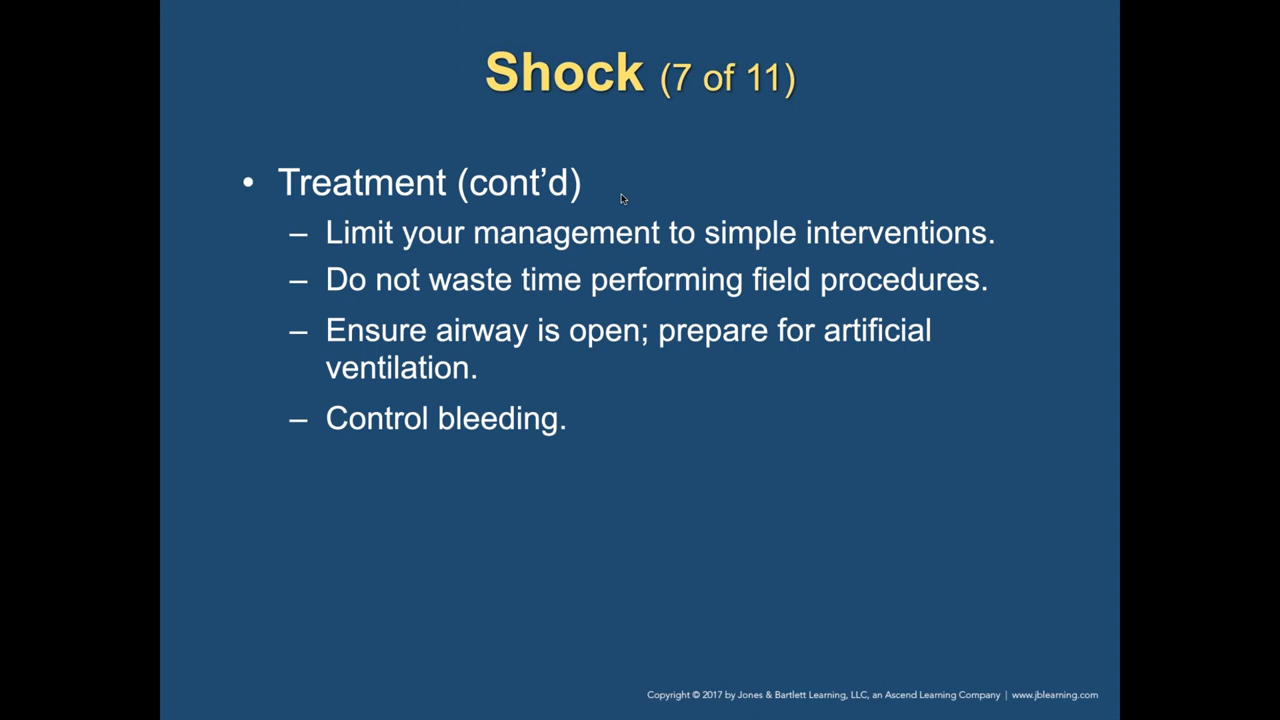 Shock (7 of 11)
• Treatment (cont’d)
– Limit your management to simple interventions.
– Do not waste time performing field procedures.
– Ensure airway is open; prepare for artificial
ventilation.
– Control bleeding.
Copyright © 2017 by Jones & Bartlett Learning, LLC, an Ascend Learning Company | www.jblearning.com